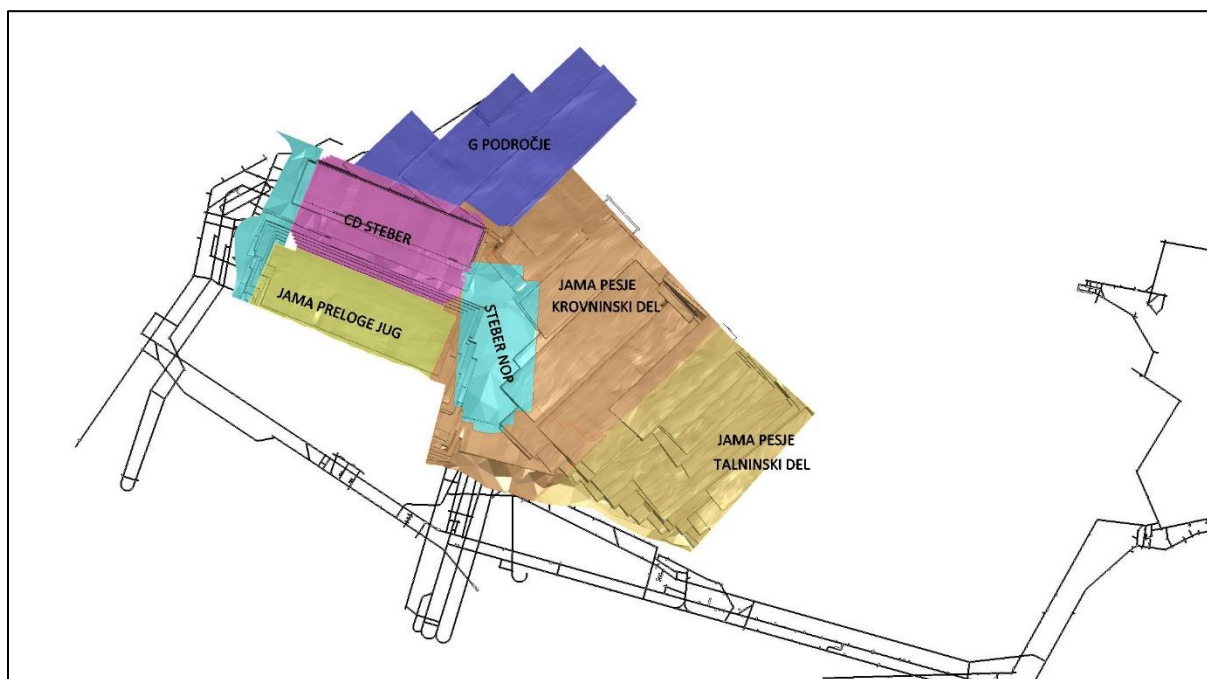 G PODROČJE
CD STEBER
JAMA PESJE
KROVNINSKI DEL
JAMA PRELOGE JUG
STEBER NOP
JAMA PESJE
TALNINSKI DEL